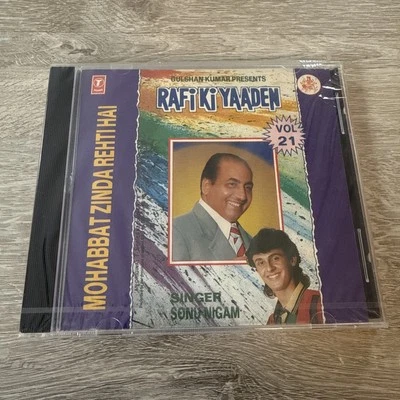 GULSHAN KUMAR PRESENTS
RAFI KI YAADEN
VOL
21
MOHABBAT ZINDA REHTI HAI
SINGER
SONU NIGAM